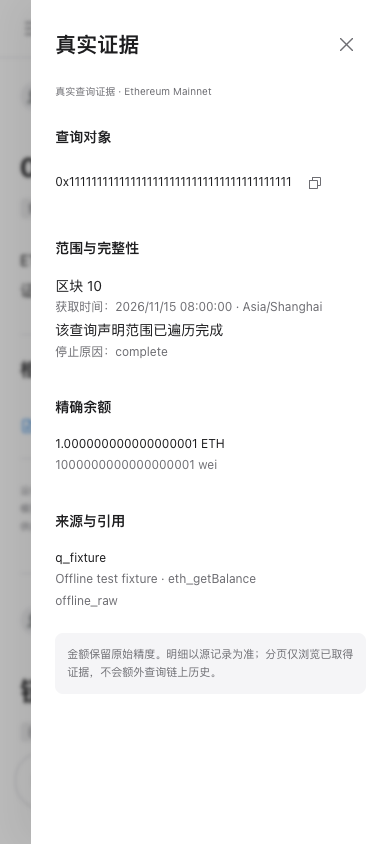 真实证据
真实查询证据 · Ethereum Mainnet
查询对象
0x1111111111111111111111111111111111111111
范围与完整性
区块 10
获取时间：2026/11/15 08:00:00 · Asia/Shanghai
该查询声明范围已遍历完成
停止原因：complete
精确余额
1.000000000000000001 ETH
1000000000000000001 wei
来源与引用
q_fixture
Offline test fixture · eth_getBalance
offline_raw
金额保留原始精度。明细以源记录为准；分页仅浏览已取得
证据，不会额外查询链上历史。